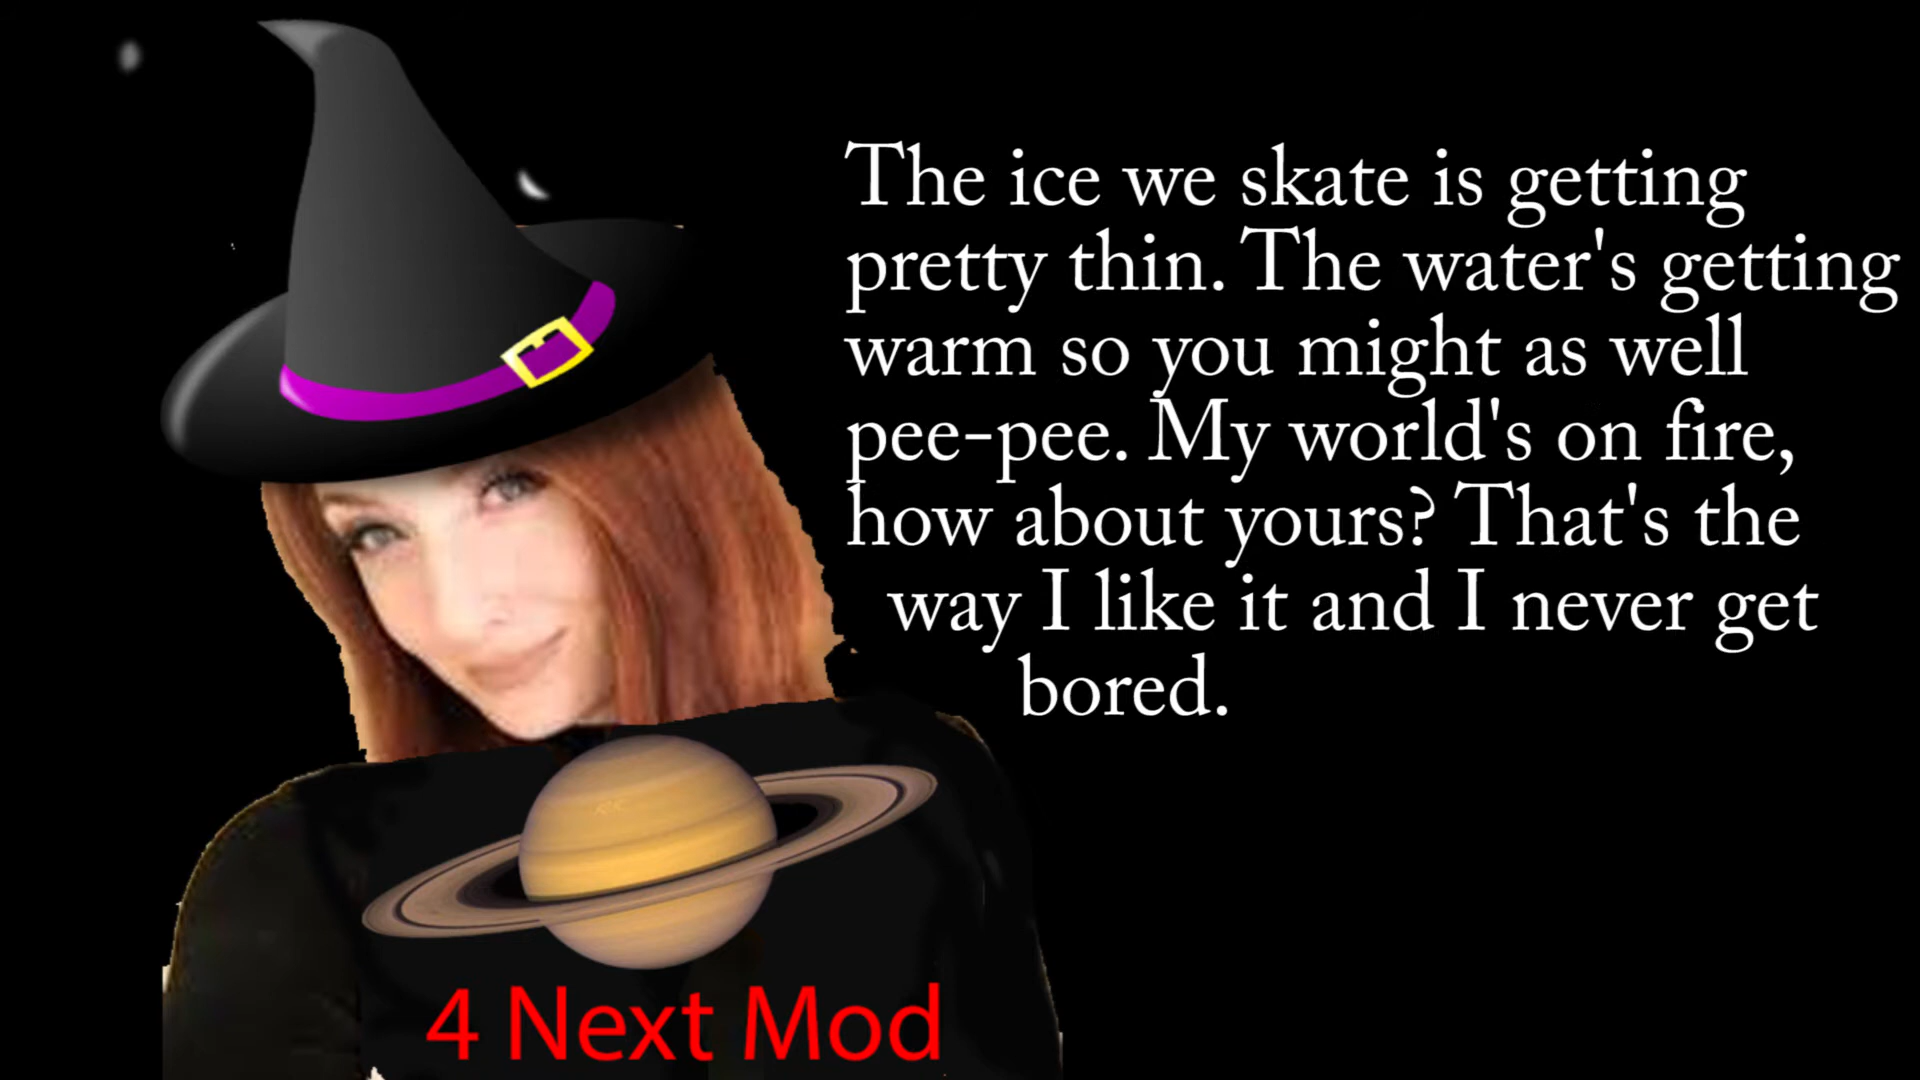 The ice we skate is getting
pretty thin. The water's getting
warm so you might as well
pee-pee. My world's on fire,
how about yours? That's the
way I like it and I never get
bored.
4 Next Mod